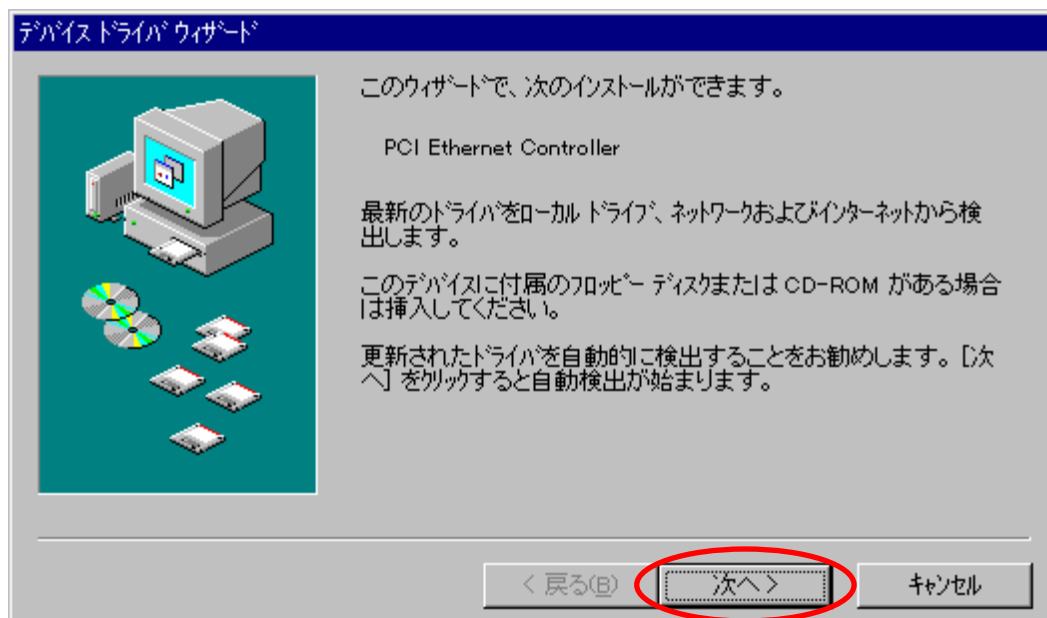 ﾃﾞﾊﾞｲｽ ﾄﾞﾗｲﾊﾞ ｳｨｻﾞｰﾄﾞ
このｳｨｻﾞｰﾄﾞで、次のｲﾝｽﾄｰﾙができます。
PCI Ethernet Controller
最新のﾄﾞﾗｲﾊﾞをﾛｰｶﾙ ﾄﾞﾗｲﾌﾞ、ﾈｯﾄﾜｰｸおよびｲﾝﾀｰﾈｯﾄから検
出します。
このﾃﾞﾊﾞｲｽに付属のﾌﾛｯﾋﾟｰ ﾃﾞｨｽｸまたは CD-ROM がある場合
は挿入してください。
更新されたﾄﾞﾗｲﾊﾞを自動的に検出することをお勧めします。[次
へ] をｸﾘｯｸすると自動検出が始まります。
< 戻る(B)
次へ >
ｷｬﾝｾﾙ